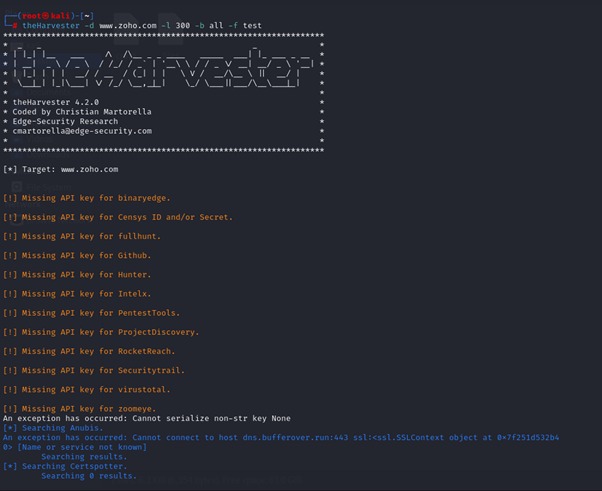 ┌──(root㉿kali)-[~]
└─# theHarvester -d www.zoho.com -l 300 -b all -f test
*******************************************************************
theHarvester
* theHarvester 4.2.0 *
* Coded by Christian Martorella *
* Edge-Security Research *
* cmartorella@edge-security.com *
* *
*******************************************************************
[*] Target: www.zoho.com
[!] Missing API key for binaryedge.
[!] Missing API key for Censys ID and/or Secret.
[!] Missing API key for fullhunt.
[!] Missing API key for Github.
[!] Missing API key for Hunter.
[!] Missing API key for Intelx.
[!] Missing API key for PentestTools.
[!] Missing API key for ProjectDiscovery.
[!] Missing API key for RocketReach.
[!] Missing API key for Securitytrail.
[!] Missing API key for virustotal.
[!] Missing API key for zoomeye.
An exception has occurred: Cannot serialize non-str key None
[*] Searching Anubis.
An exception has occurred: Cannot connect to host dns.bufferover.run:443 ssl:<ssl.SSLContext object at 0×7f251d532b4
0> [Name or service not known]
Searching results.
[*] Searching Certspotter.
Searching 0 results.